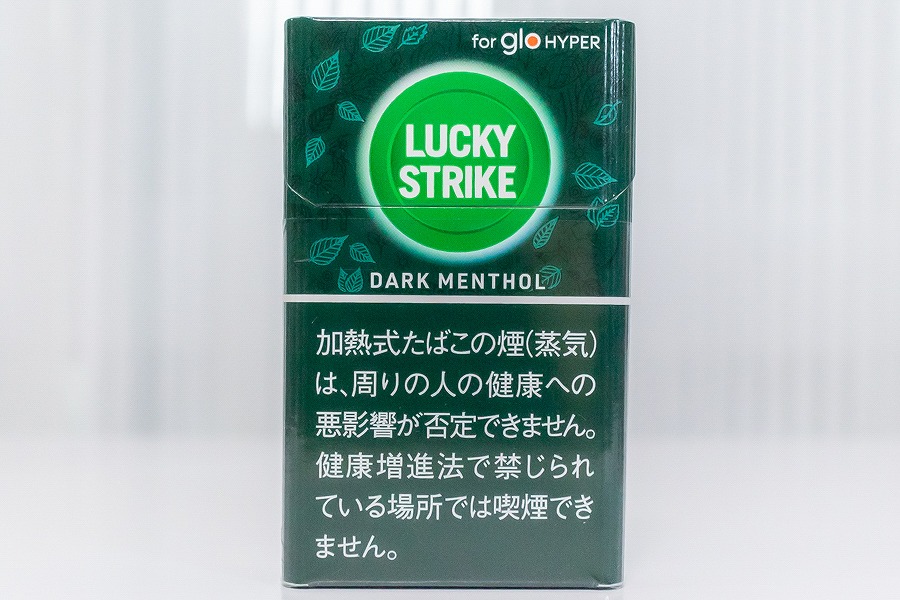 for glo HYPER
LUCKY
STRIKE
DARK MENTHOL
加熱式たばこの煙(蒸気)
は、周りの人の健康への
悪影響が否定できません。
健康増進法で禁じられ
ている場所では喫煙でき
ません。